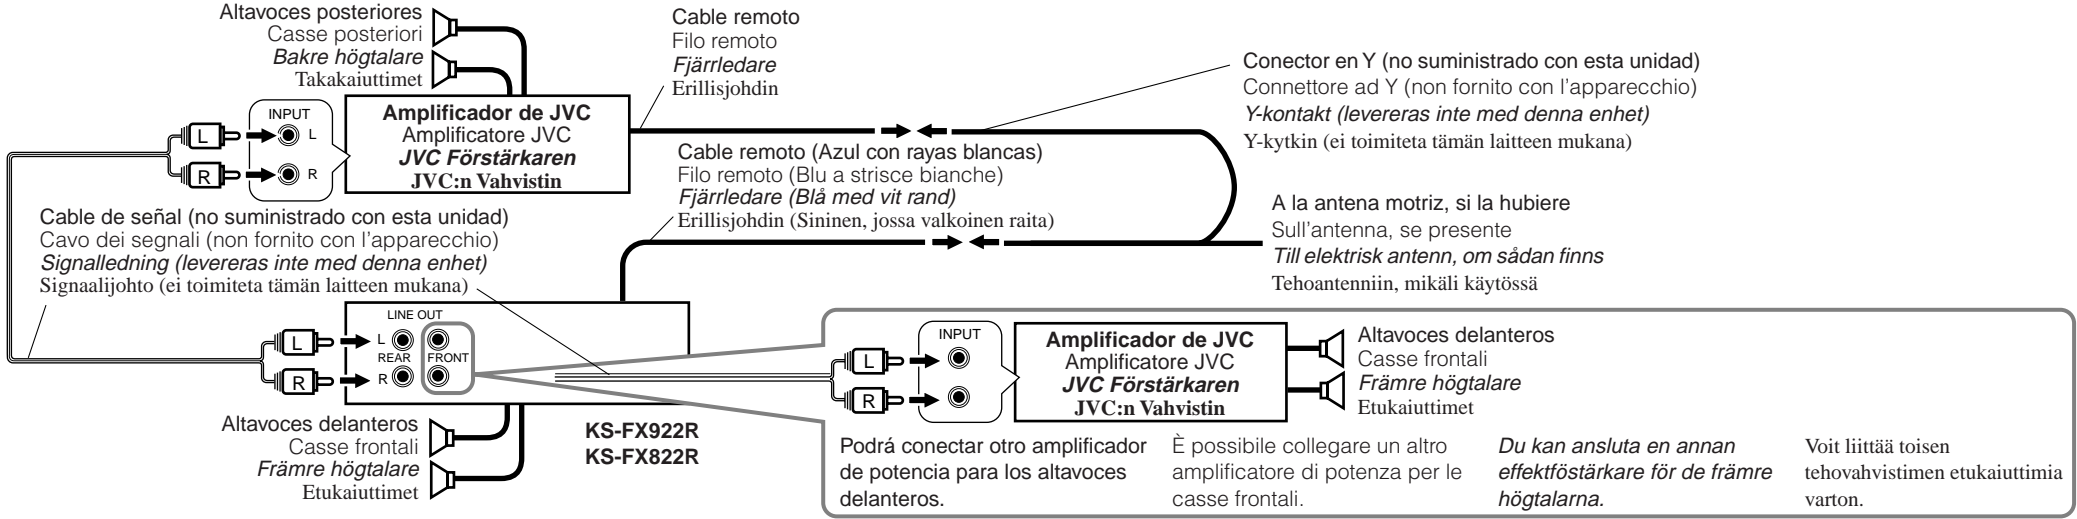 Altavoces posteriores
Casse posteriori
Bakre högtalare
Takakaiuttimet
Cable remoto
Filo remoto
Fjärrledare
Erillisjohdin
Conector en Y (no suministrado con esta unidad)
Connettore ad Y (non fornito con l'apparecchio)
Y-kontakt (levereras inte med denna enhet)
Y-kytkin (ei toimiteta tämän laitteen mukana)
INPUT
L
L
R
R
Amplificador de JVC
Amplificatore JVC
JVC Förstärkaren
JVC:n Vahvistin
Cable remoto (Azul con rayas blancas)
Filo remoto (Blu a strisce bianche)
Fjärrledare (Blå med vit rand)
Erillisjohdin (Sininen, jossa valkoinen raita)
Cable de señal (no suministrado con esta unidad)
Cavo dei segnali (non fornito con l'apparecchio)
Signalledning (levereras inte med denna enhet)
Signaalijohto (ei toimiteta tämän laitteen mukana)
A la antena motriz, si la hubiere
Sull'antenna, se presente
Till elektrisk antenn, om sådan finns
Tehoantenniin, mikäli käytössä
LINE OUT
L
L
REAR
FRONT
R
R
Altavoces delanteros
Casse frontali
Främre högtalare
Etukaiuttimet
KS-FX922R
KS-FX822R
INPUT
L
R
Amplificador de JVC
Amplificatore JVC
JVC Förstärkaren
JVC:n Vahvistin
Altavoces delanteros
Casse frontali
Främre högtalare
Etukaiuttimet
Podrá conectar otro amplificador
de potencia para los altavoces
delanteros.
È possibile collegare un altro
amplificatore di potenza per le
casse frontali.
Du kan ansluta en annan
effektföstärkare för de främre
högtalarna.
Voit liittää toisen
tehovahvistimen etukaiuttimia
varton.